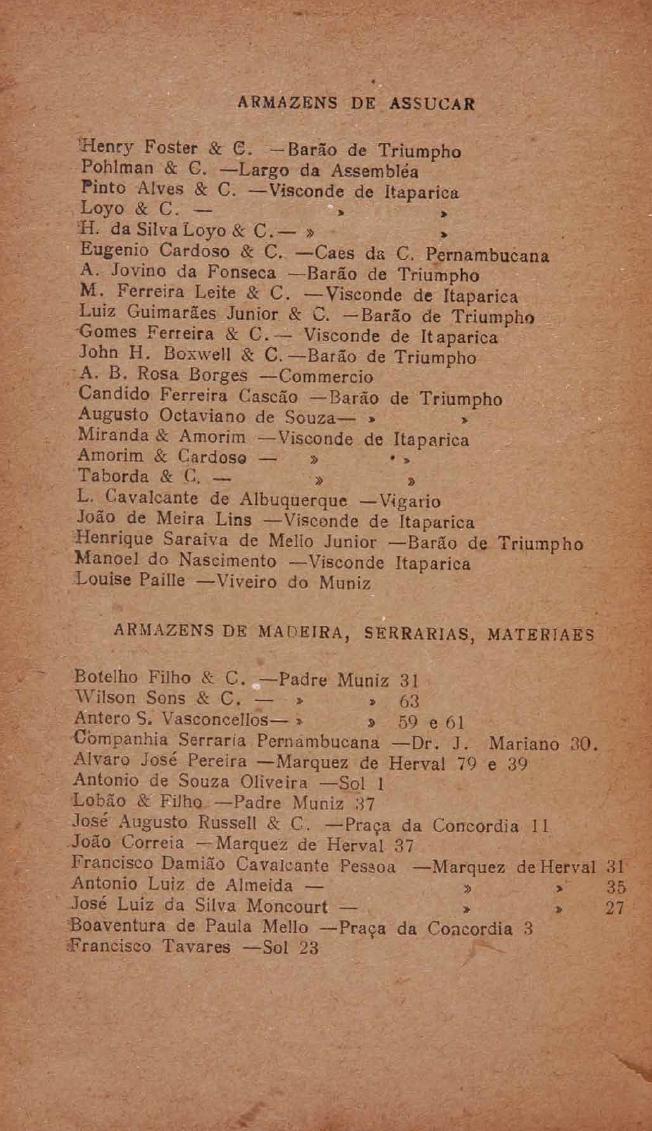 ARMAZENS DE ASSUCAR
Henry Foster & C. —Barão de Triumpho
Pohlman & C. —Largo da Assembléa
Pinto Alves & C. —Visconde de Itaparica
Loyo & C. — » »
H. da Silva Loyo & C.— » »
Eugenio Cardoso & C. —Caes da C. Pernambucana
A. Jovino da Fonseca —Barão de Triumpho
M. Ferreira Leite & C. —Visconde de Itaparica
Luiz Guimarães Junior & C. —Barão de Triumpho
Gomes Ferreira & C.— Visconde de Itaparica
John H. Boxwell & C.—Barão de Triumpho
A. B. Rosa Borges —Commercio
Candido Ferreira Cascão —Barão de Triumpho
Augusto Octaviano de Souza— » »
Miranda & Amorim —Visconde de Itaparica
Amorim & Cardoso — » »
Taborda & C. — » »
L. Cavalcante de Albuquerque —Vigario
João de Meira Lins —Visconde de Itaparica
Henrique Saraiva de Mello Junior —Barão de Triumpho
Manoel do Nascimento —Visconde Itaparica
Louise Paille —Viveiro do Muniz
ARMAZENS DE MADEIRA, SERRARIAS, MATERIAES
Botelho Filho & C. —Padre Muniz 31
Wilson Sons & C. — » » 63
Antero S. Vasconcellos— » » 59 e 61
Companhia Serraria Pernambucana —Dr. J. Mariano 30.
Alvaro José Pereira —Marquez de Herval 79 e 39
Antonio de Souza Oliveira —Sol 1
Lobão & Filho —Padre Muniz 37
José Augusto Russell & C. —Praça da Concordia 11
João Correia —Marquez de Herval 37
Francisco Damião Cavalcante Pessoa —Marquez de Herval 31
Antonio Luiz de Almeida — » » 35
José Luiz da Silva Moncourt — » » 27
Boaventura de Paula Mello —Praça da Concordia 3
Francisco Tavares —Sol 23